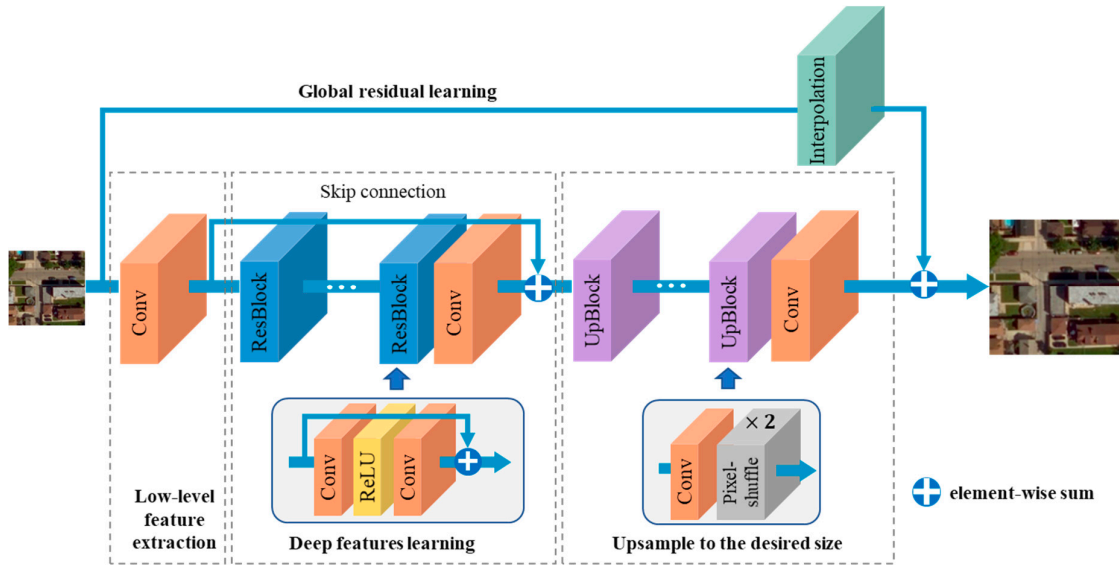 Global residual learning
Interpolation
Skip connection
Conv
ResBlock
...
ResBlock
Conv
UpBlock
...
UpBlock
Conv
Conv
ReLU
Conv
Conv
× 2
Pixel-
shuffle
Low-level
feature
extraction
Deep features learning
Upsample to the desired size
element-wise sum